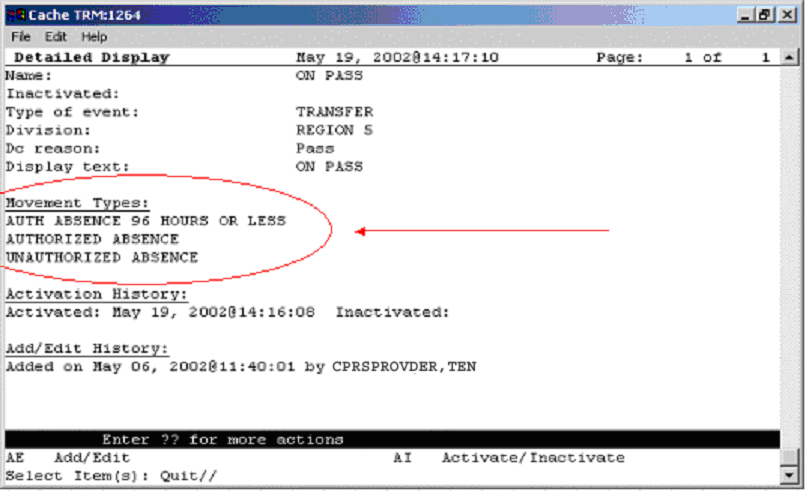 Cache TRM:1264
File Edit Help
Detailed Display May 19, 2002@14:17:10 Page: 1 of 1
Name: ON PASS
Inactivated:
Type of event: TRANSFER
Division: REGION 5
Dc reason: Pass
Display text: ON PASS
Movement Types:
AUTH ABSENCE 96 HOURS OR LESS
AUTHORIZED ABSENCE
UNAUTHORIZED ABSENCE
Activation History:
Activated: May 19, 2002@14:16:08 Inactivated:
Add/Edit History:
Added on May 06, 2002@11:40:01 by CPRSPROVDER,TEN
Enter ?? for more actions
AE Add/Edit AI Activate/Inactivate
Select Item(s): Quit//